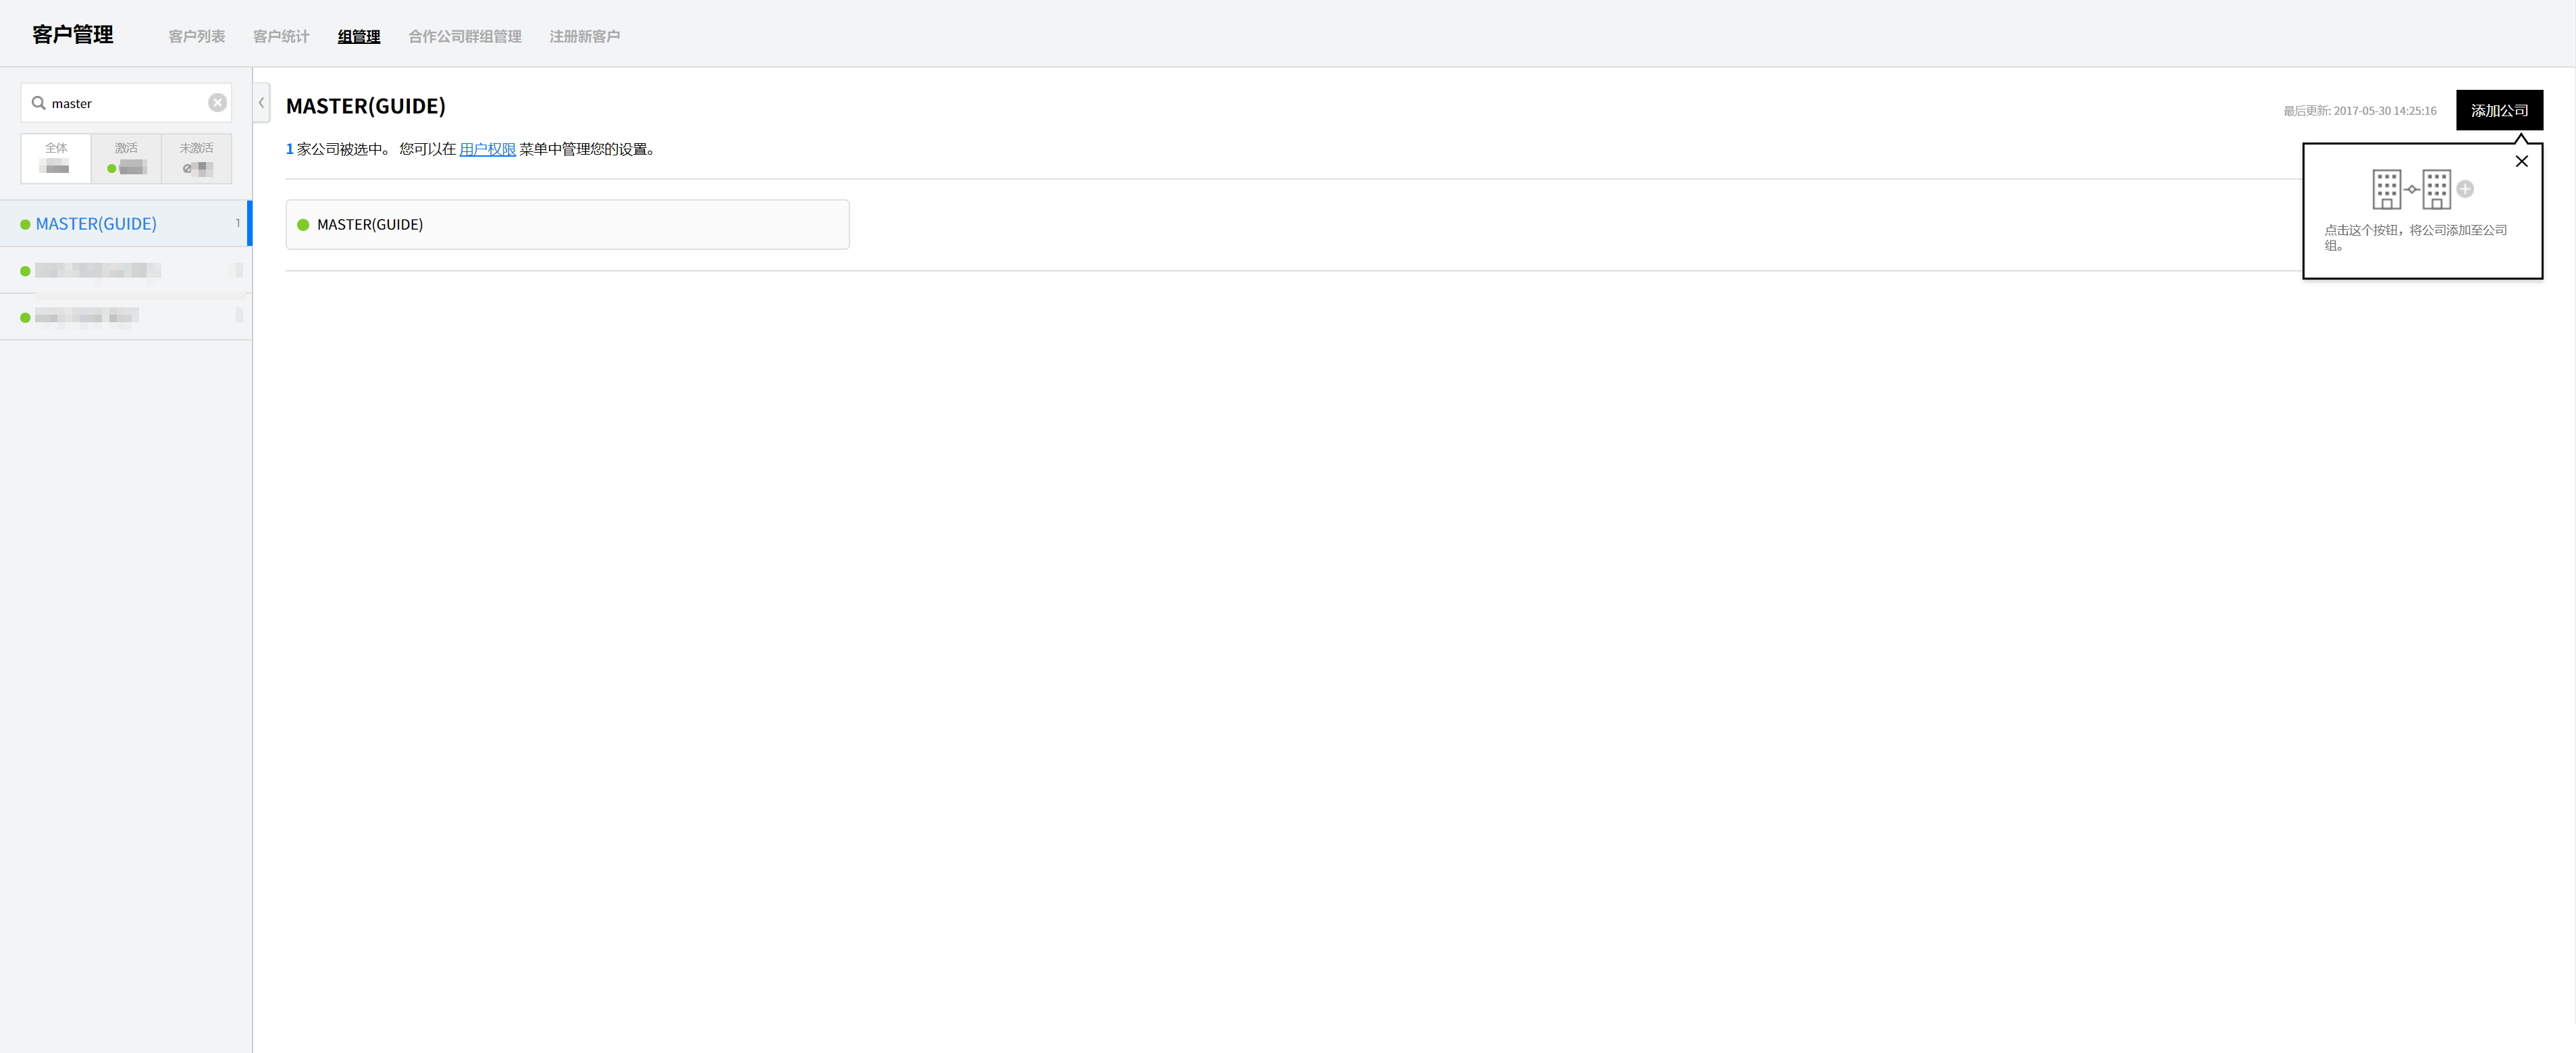 客户管理
客户列表
客户统计
组管理
合作公司群组管理
注册新客户
master
全体
激活
未激活
MASTER(GUIDE)
1
MASTER(GUIDE)
最后更新: 2017-05-30 14:25:16
添加公司
1 家公司被选中。 您可以在 用户权限 菜单中管理您的设置。
MASTER(GUIDE)
点击这个按钮，将公司添加至公司
组。